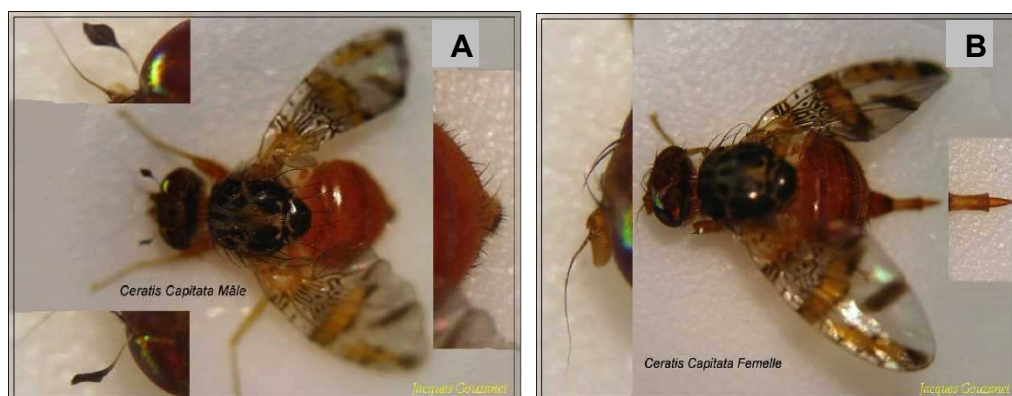 A
Ceratis Capitata Mâle
Jacques Gouzanet
B
Ceratis Capitata Femelle
Jacques Gouzanet